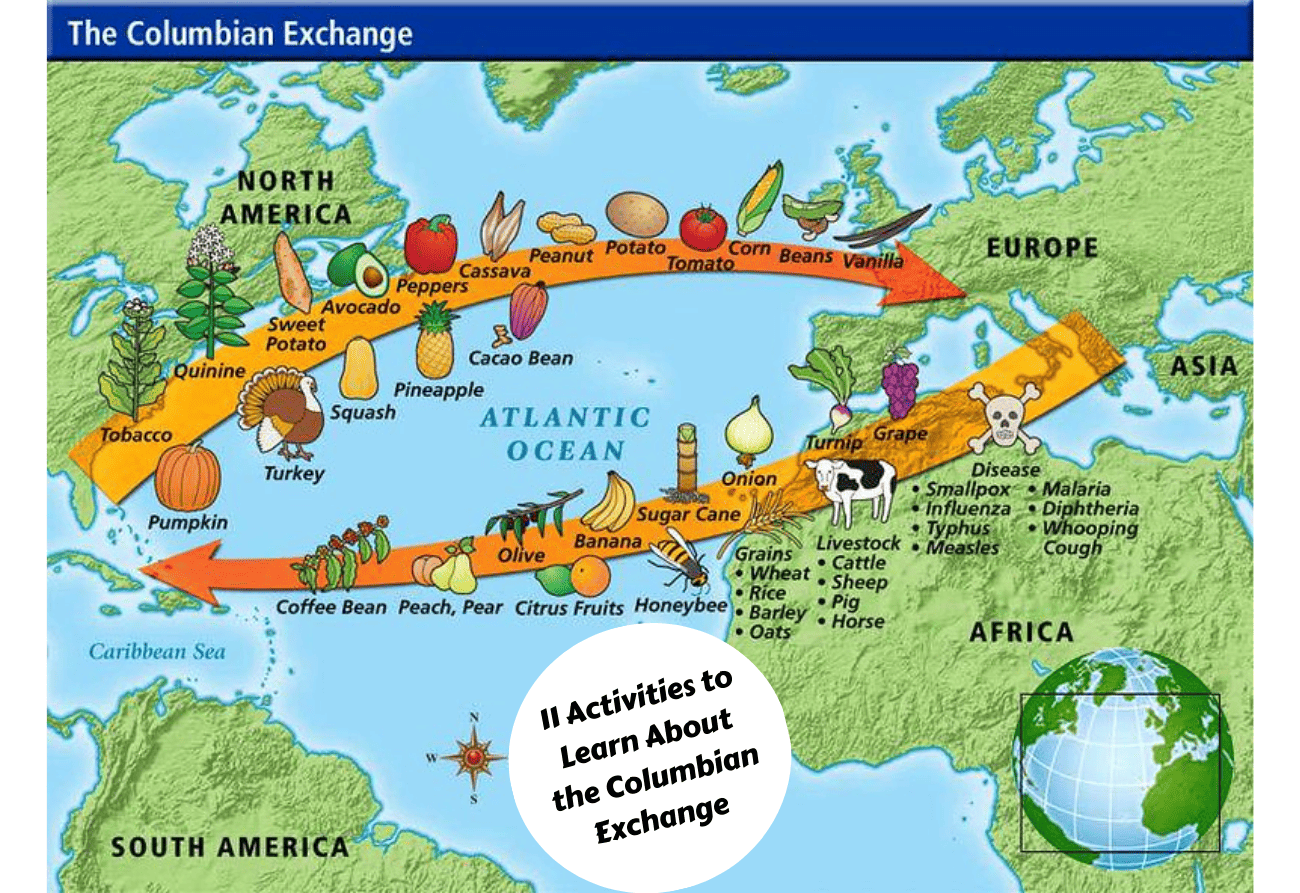 The Columbian Exchange
NORTH
AMERICA
EUROPE
ASIA
Tobacco
Quinine
Sweet
Potato
Avocado
Peppers
Cassava
Peanut
Potato
Tomato
Corn
Beans
Vanilla
Pumpkin
Turkey
Squash
Pineapple
Cacao Bean
ATLANTIC
OCEAN
Coffee Bean
Peach, Pear
Olive
Citrus Fruits
Banana
Honeybee
Sugar Cane
Onion
Grains
• Wheat
• Rice
• Barley
• Oats
Turnip
Livestock
• Cattle
• Sheep
• Pig
• Horse
Grape
Disease
• Smallpox
• Influenza
• Typhus
• Measles
• Malaria
• Diphtheria
• Whooping
Cough
AFRICA
Caribbean Sea
SOUTH AMERICA
N
W
S
11 Activities to
Learn About
the Columbian
Exchange